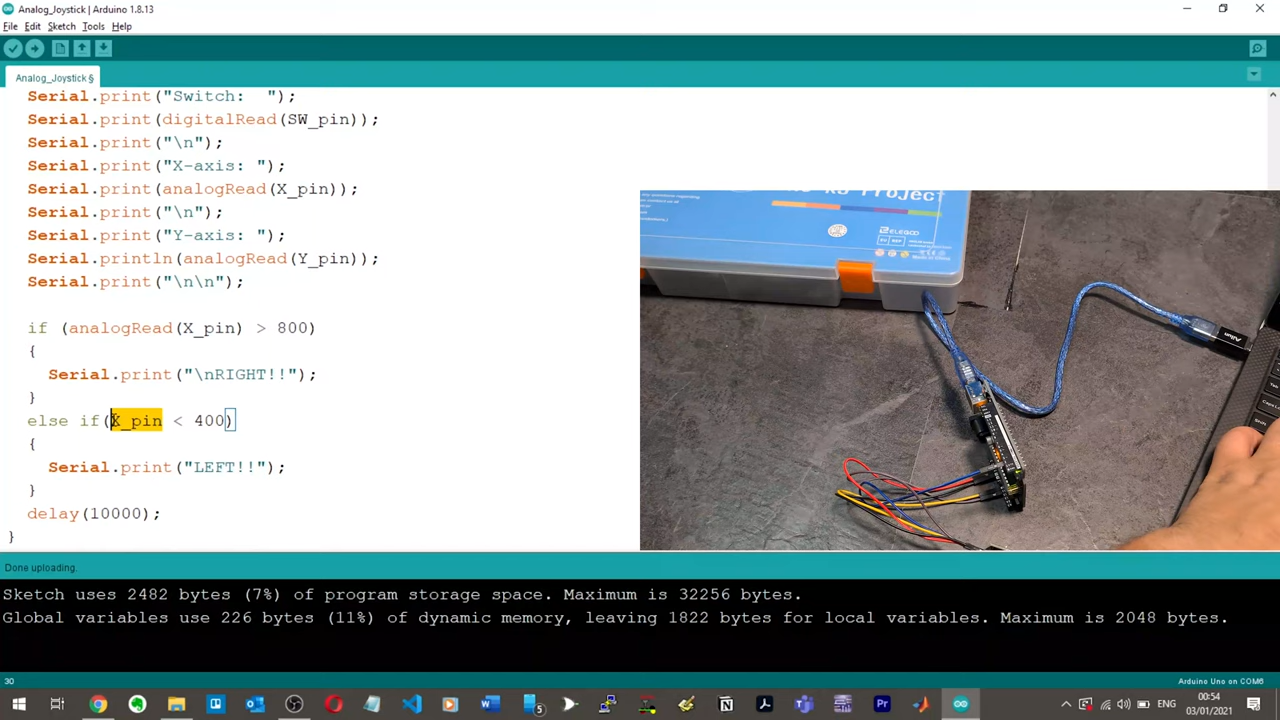 Analog_Joystick | Arduino 1.8.13
File Edit Sketch Tools Help
Analog_Joystick §
Serial.print("Switch:  ");
Serial.print(digitalRead(SW_pin));
Serial.print("\n");
Serial.print("X-axis: ");
Serial.print(analogRead(X_pin));
Serial.print("\n");
Serial.print("Y-axis: ");
Serial.println(analogRead(Y_pin));
Serial.print("\n\n");
if (analogRead(X_pin) > 800)
{
Serial.print("\nRIGHT!!");
}
else if(X_pin < 400)
{
Serial.print("LEFT!!");
}
delay(10000);
}
Project
ELEGOO
Done uploading.
Sketch uses 2482 bytes (7%) of program storage space. Maximum is 32256 bytes.
Global variables use 226 bytes (11%) of dynamic memory, leaving 1822 bytes for local variables. Maximum is 2048 bytes.
30
Arduino Uno on COM6
ENG
00:54
03/01/2021